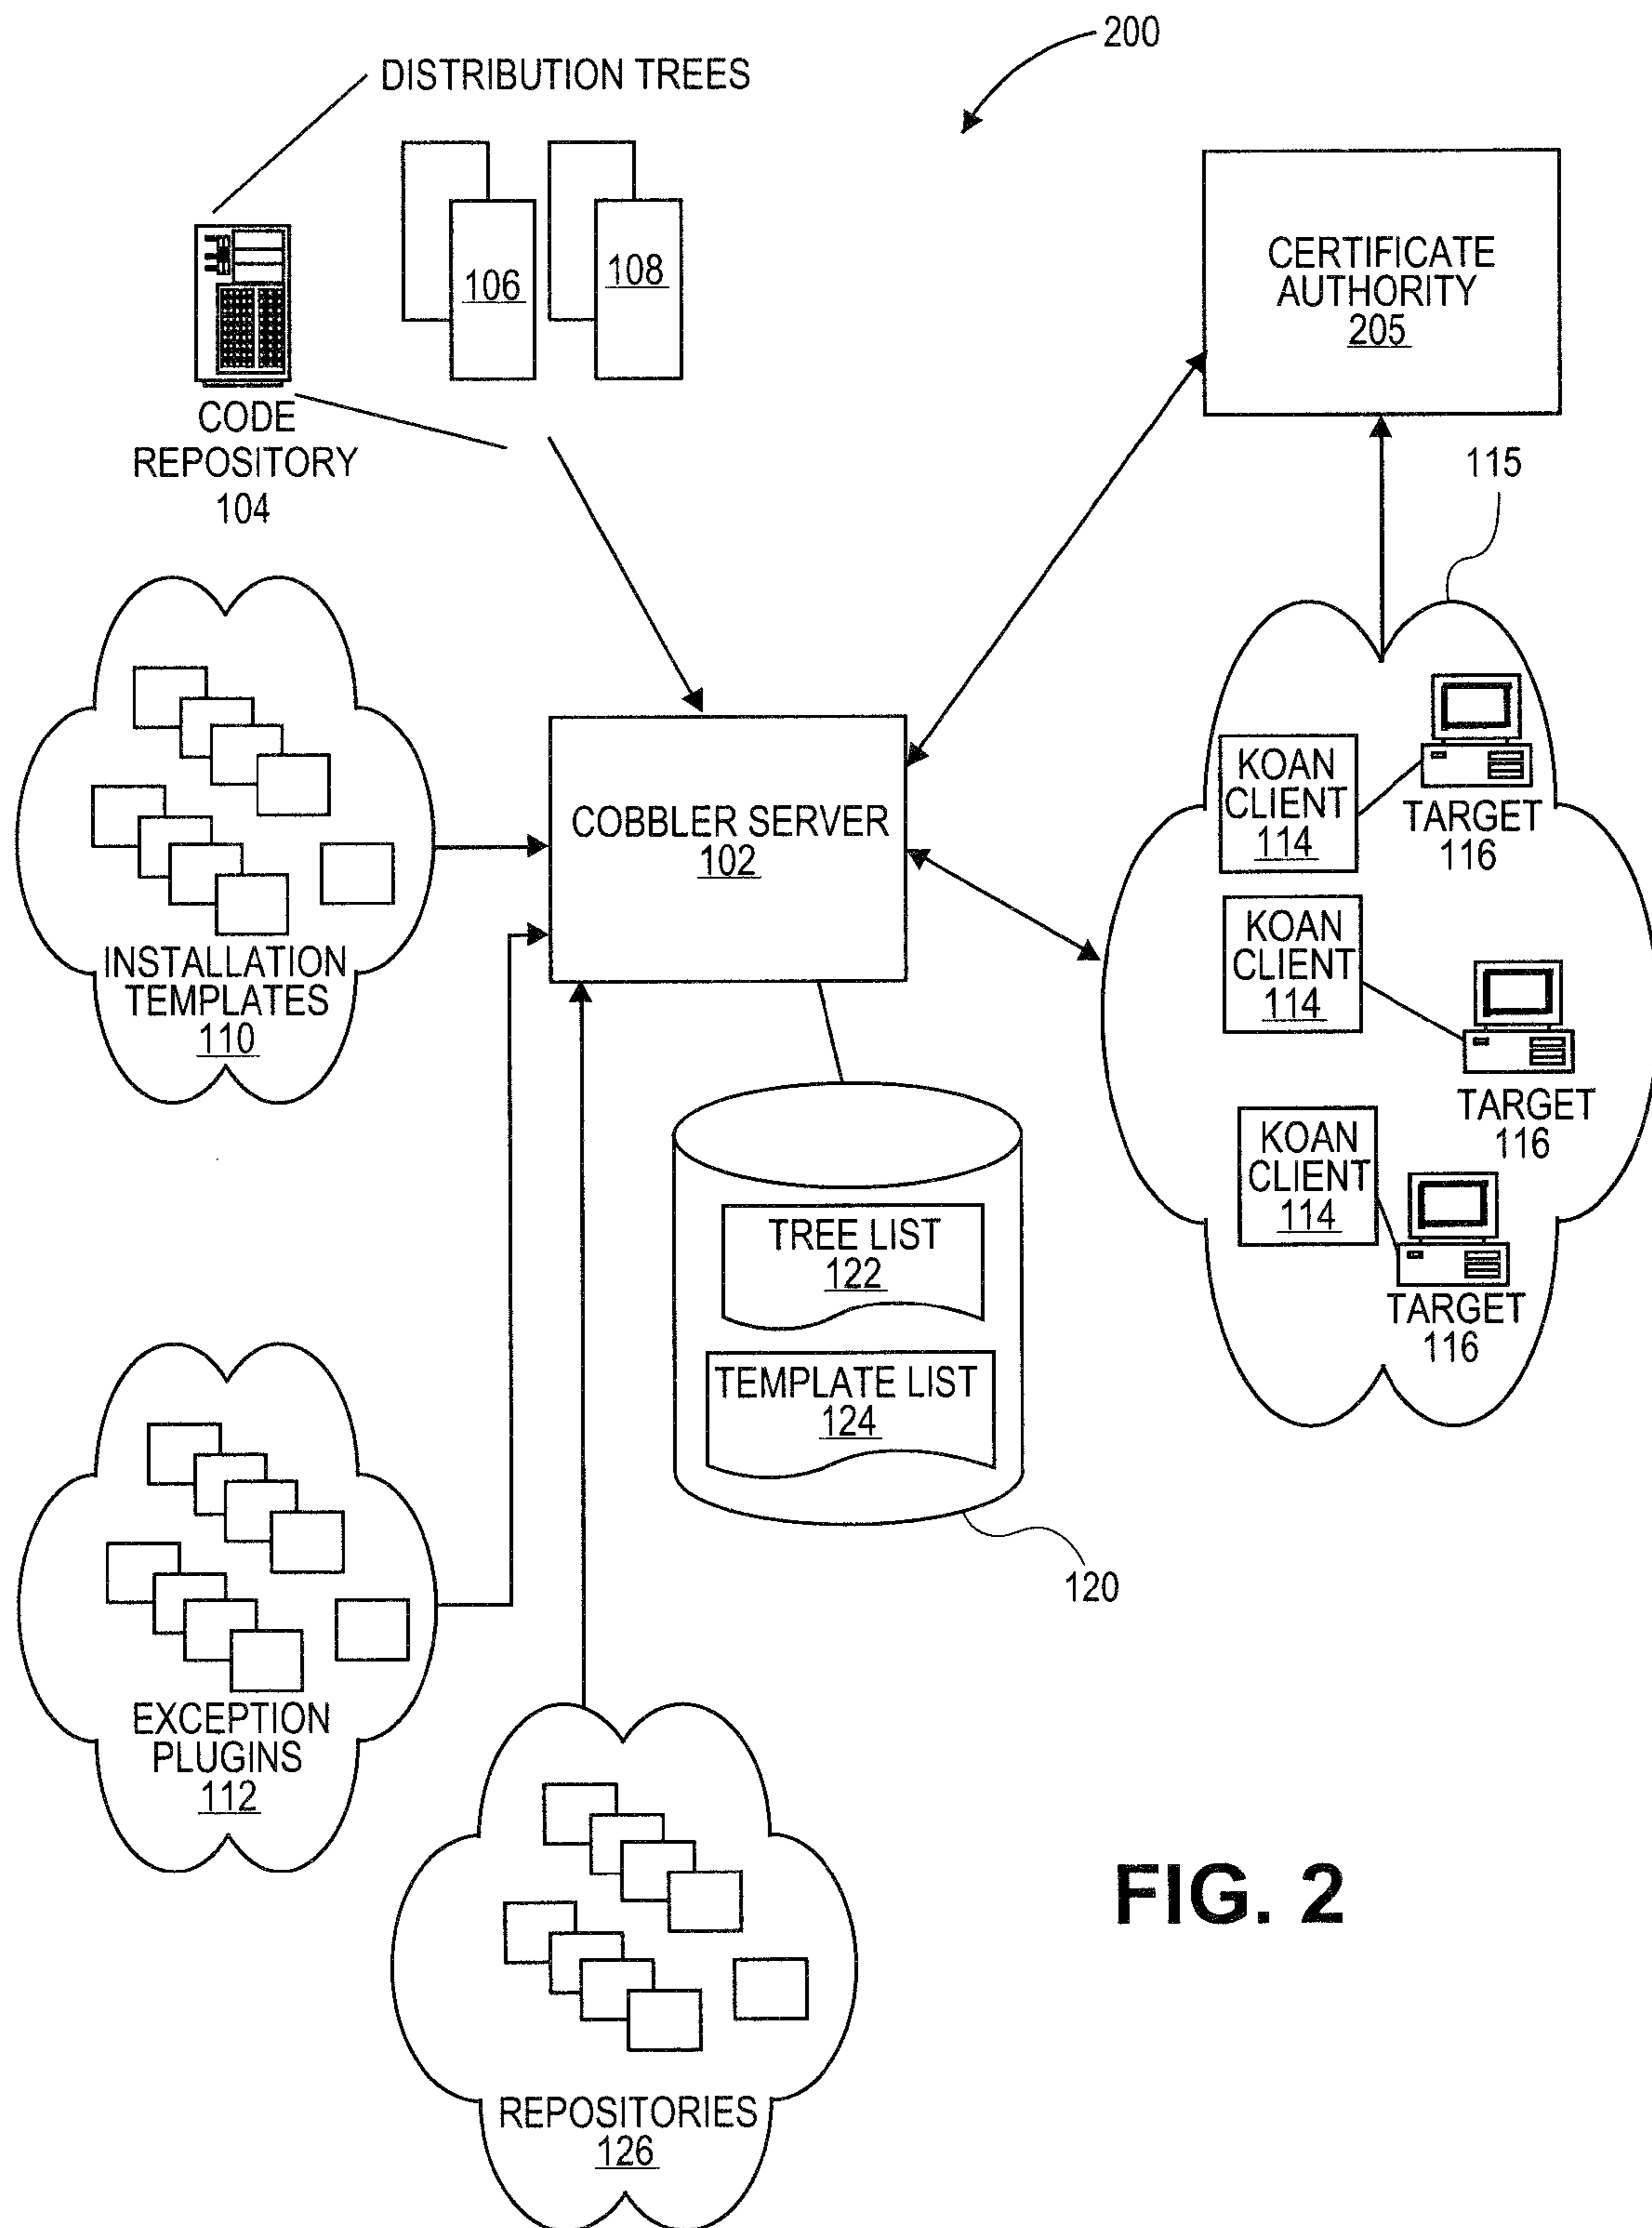 200
DISTRIBUTION TREES
106
108
CODE
REPOSITORY
104
CERTIFICATE
AUTHORITY
205
115
INSTALLATION
TEMPLATES
110
COBBLER SERVER
102
KOAN
CLIENT
114
TARGET
116
KOAN
CLIENT
114
TARGET
116
KOAN
CLIENT
114
TARGET
116
TREE LIST
122
TEMPLATE LIST
124
120
EXCEPTION
PLUGINS
112
REPOSITORIES
126
FIG. 2